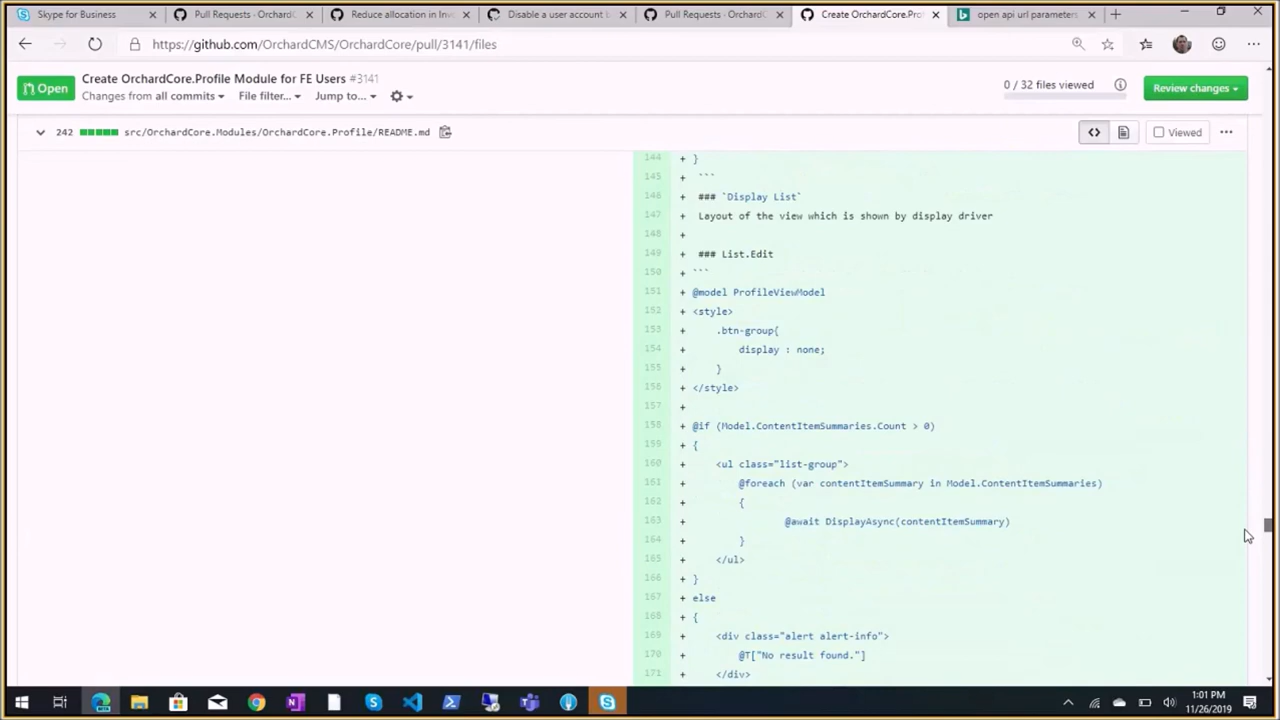 Skype for Business
Pull Requests · OrchardC
Reduce allocation in Invo
Disable a user account b
Pull Requests · OrchardC
Create OrchardCore.Prof
open api url parameters
https://github.com/OrchardCMS/OrchardCore/pull/3141/files
Open
Create OrchardCore.Profile Module for FE Users #3141
Changes from all commits
File filter...
Jump to...
0 / 32 files viewed
Review changes
242 src/OrchardCore.Modules/OrchardCore.Profile/README.md
Viewed
144 + }
145 + ```
146 + ### `Display List`
147 + Layout of the view which is shown by display driver
148 +
149 + ### List.Edit
150 + ```
151 + @model ProfileViewModel
152 + <style>
153 + .btn-group{
154 + display : none;
155 + }
156 + </style>
157 +
158 + @if (Model.ContentItemSummaries.Count > 0)
159 + {
160 + <ul class="list-group">
161 + @foreach (var contentItemSummary in Model.ContentItemSummaries)
162 + {
163 + @await DisplayAsync(contentItemSummary)
164 + }
165 + </ul>
166 + }
167 + else
168 + {
169 + <div class="alert alert-info">
170 + @T["No result found."]
171 + </div>
1:01 PM
11/26/2019